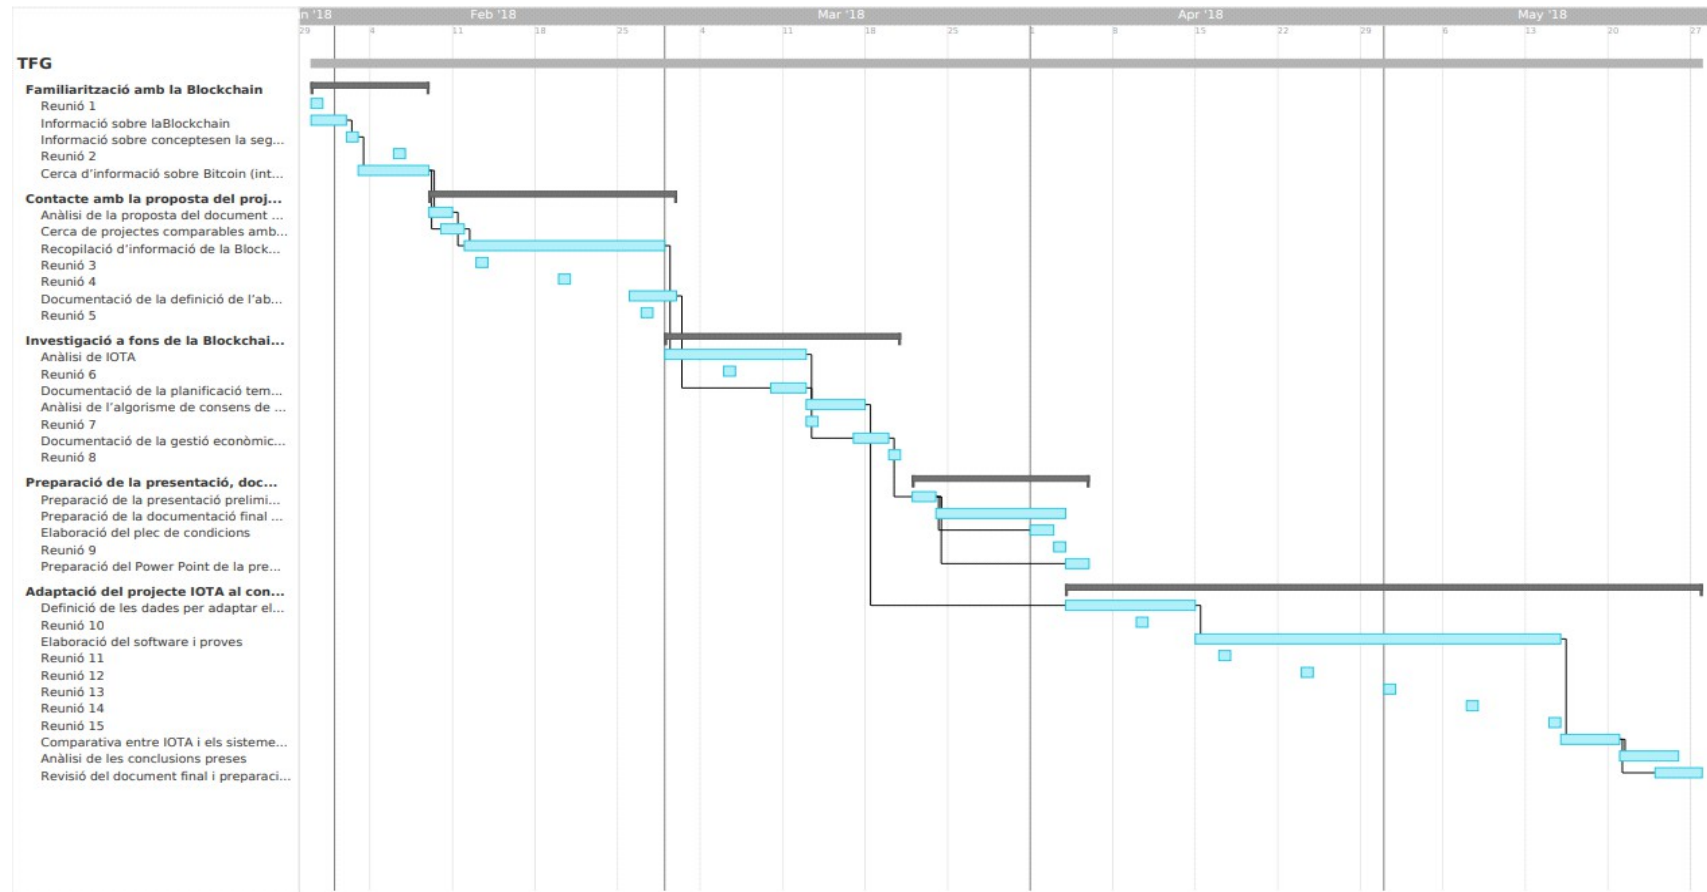 n '18 Feb '18 Mar '18 Apr '18 May '18
29 4 11 18 25 4 11 18 25 1 8 15 22 29 6 13 20 27
TFG
Familiarització amb la Blockchain
Reunió 1
Informació sobre laBlockchain
Informació sobre conceptesen la seg...
Reunió 2
Cerca d'informació sobre Bitcoin (int...
Contacte amb la proposta del proj...
Anàlisi de la proposta del document ...
Cerca de projectes comparables amb...
Recopilació d'informació de la Block...
Reunió 3
Reunió 4
Documentació de la definició de l'ab...
Reunió 5
Investigació a fons de la Blockchai...
Anàlisi de IOTA
Reunió 6
Documentació de la planificació tem...
Anàlisi de l'algorisme de consens de ...
Reunió 7
Documentació de la gestió econòmic...
Reunió 8
Preparació de la presentació, doc...
Preparació de la presentació prelimi...
Preparació de la documentació final ...
Elaboració del plec de condicions
Reunió 9
Preparació del Power Point de la pre...
Adaptació del projecte IOTA al con...
Definició de les dades per adaptar el...
Reunió 10
Elaboració del software i proves
Reunió 11
Reunió 12
Reunió 13
Reunió 14
Reunió 15
Comparativa entre IOTA i els sisteme...
Anàlisi de les conclusions preses
Revisió del document final i preparaci...